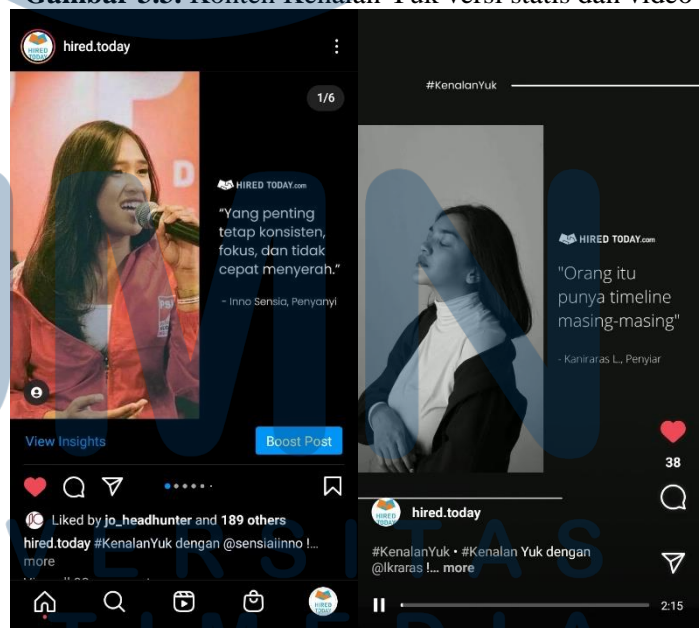 Gambar 3.3. Konten Kenalan Yuk versi statis dan video
hired.today
1/6
HIRED TODAY.com
"Yang penting
tetap konsisten,
fokus, dan tidak
cepat menyerah."
- Inno Sensia, Penyanyi
View Insights
Boost Post
Liked by jo_headhunter and 189 others
hired.today #KenalanYuk dengan @sensiaiinno !...
more
#KenalanYuk
HIRED TODAY.com
"Orang itu
punya timeline
masing-masing"
- Kaniraras L., Penyiar
38
hired.today
#KenalanYuk • #Kenalan Yuk dengan
@lkraras !... more
2:15